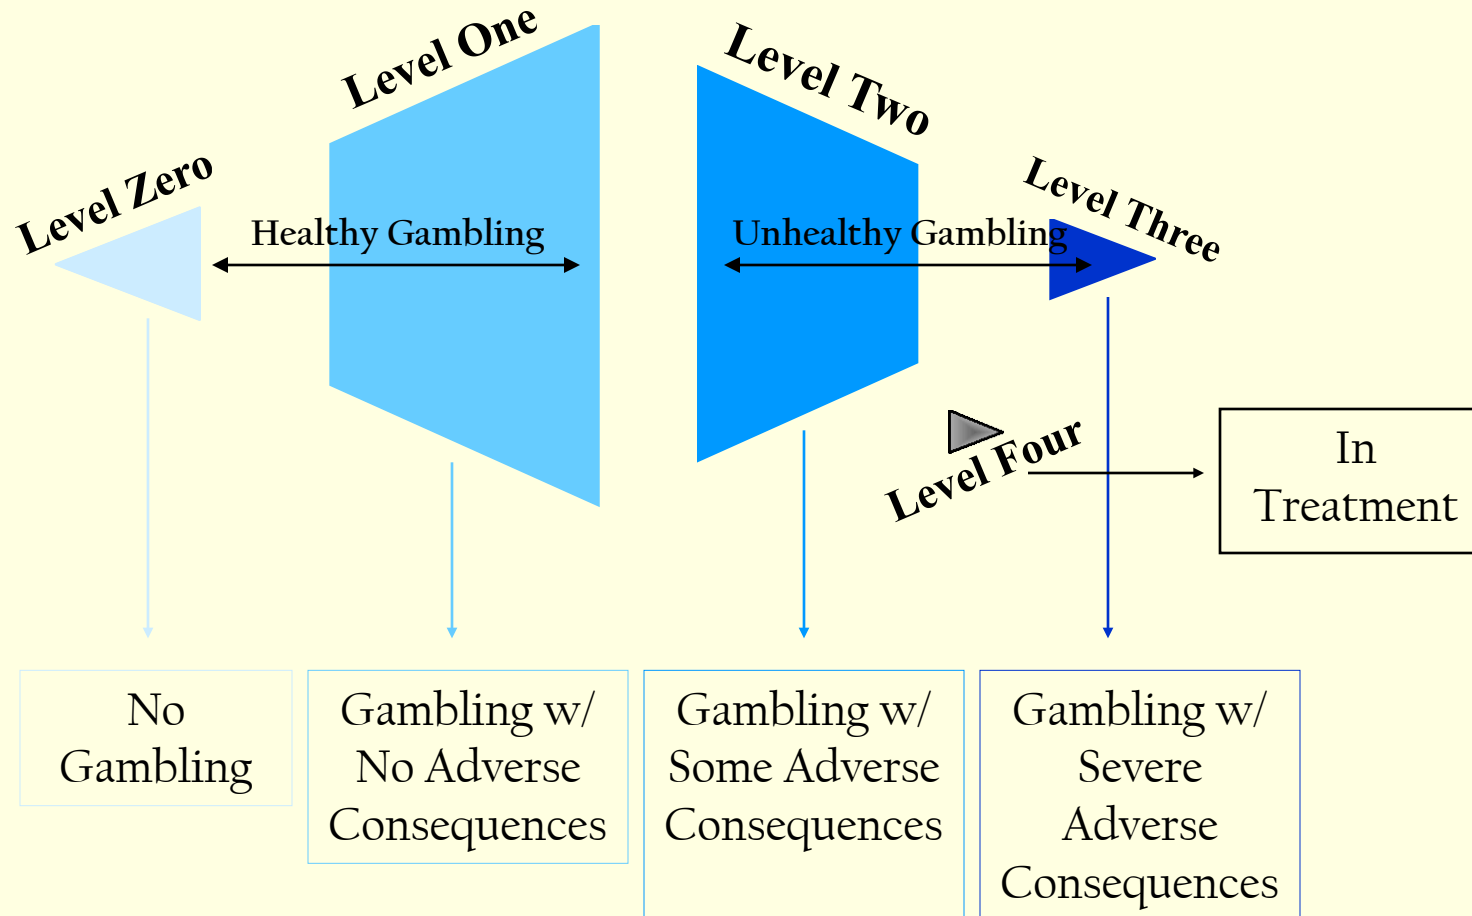 Level Zero
Level One
Level Two
Level Three
Healthy Gambling
Unhealthy Gambling
Level Four
In
Treatment
No
Gambling
Gambling w/
No Adverse
Consequences
Gambling w/
Some Adverse
Consequences
Gambling w/
Severe
Adverse
Consequences